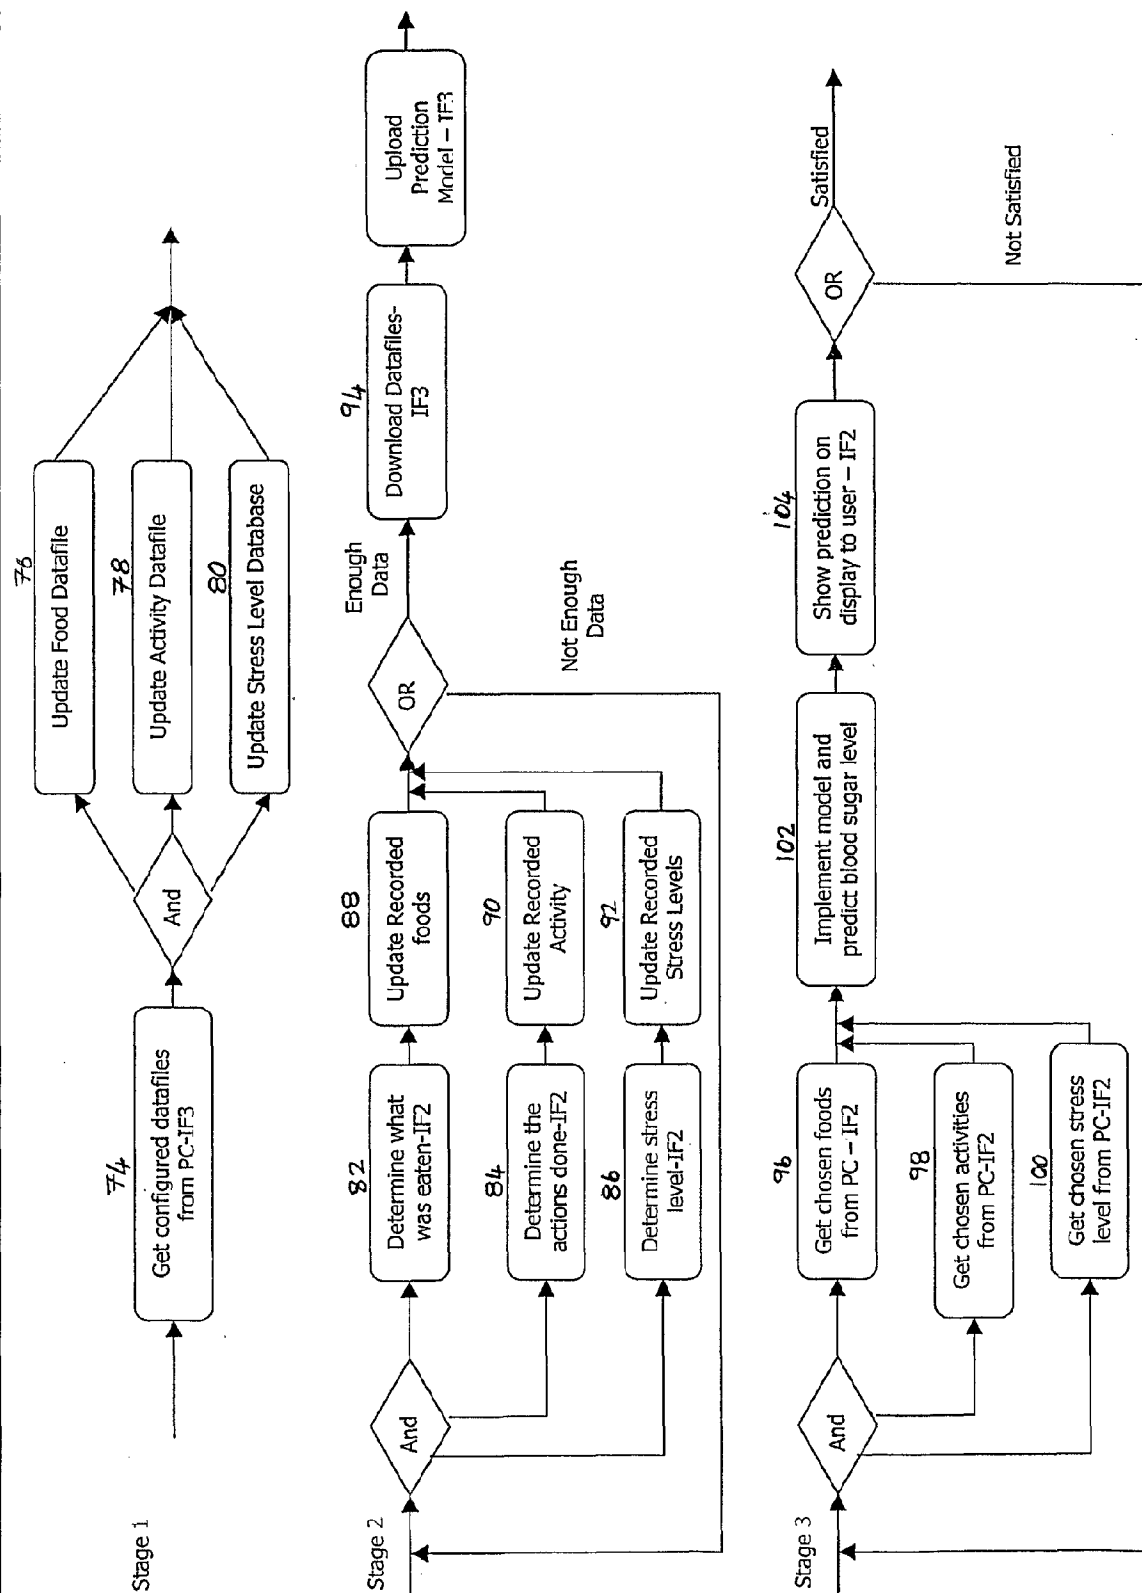 Stage 1
74
Get configured datafiles
from PC-IF3
And
76
Update Food Datafile
78
Update Activity Datafile
80
Update Stress Level Database
Stage 2
And
82
Determine what
was eaten-IF2
84
Determine the
actions done-IF2
86
Determine stress
level-IF2
88
Update Recorded
foods
90
Update Recorded
Activity
92
Update Recorded
Stress Levels
OR
Enough
Data
Not Enough
Data
94
Download Datafiles-
IF3
Upload
Prediction
Model – IF3
Stage 3
And
96
Get chosen foods
from PC – IF2
98
Get chosen activities
from PC-IF2
100
Get chosen stress
level from PC-IF2
102
Implement model and
predict blood sugar level
104
Show prediction on
display to user – IF2
OR
Satisfied
Not Satisfied